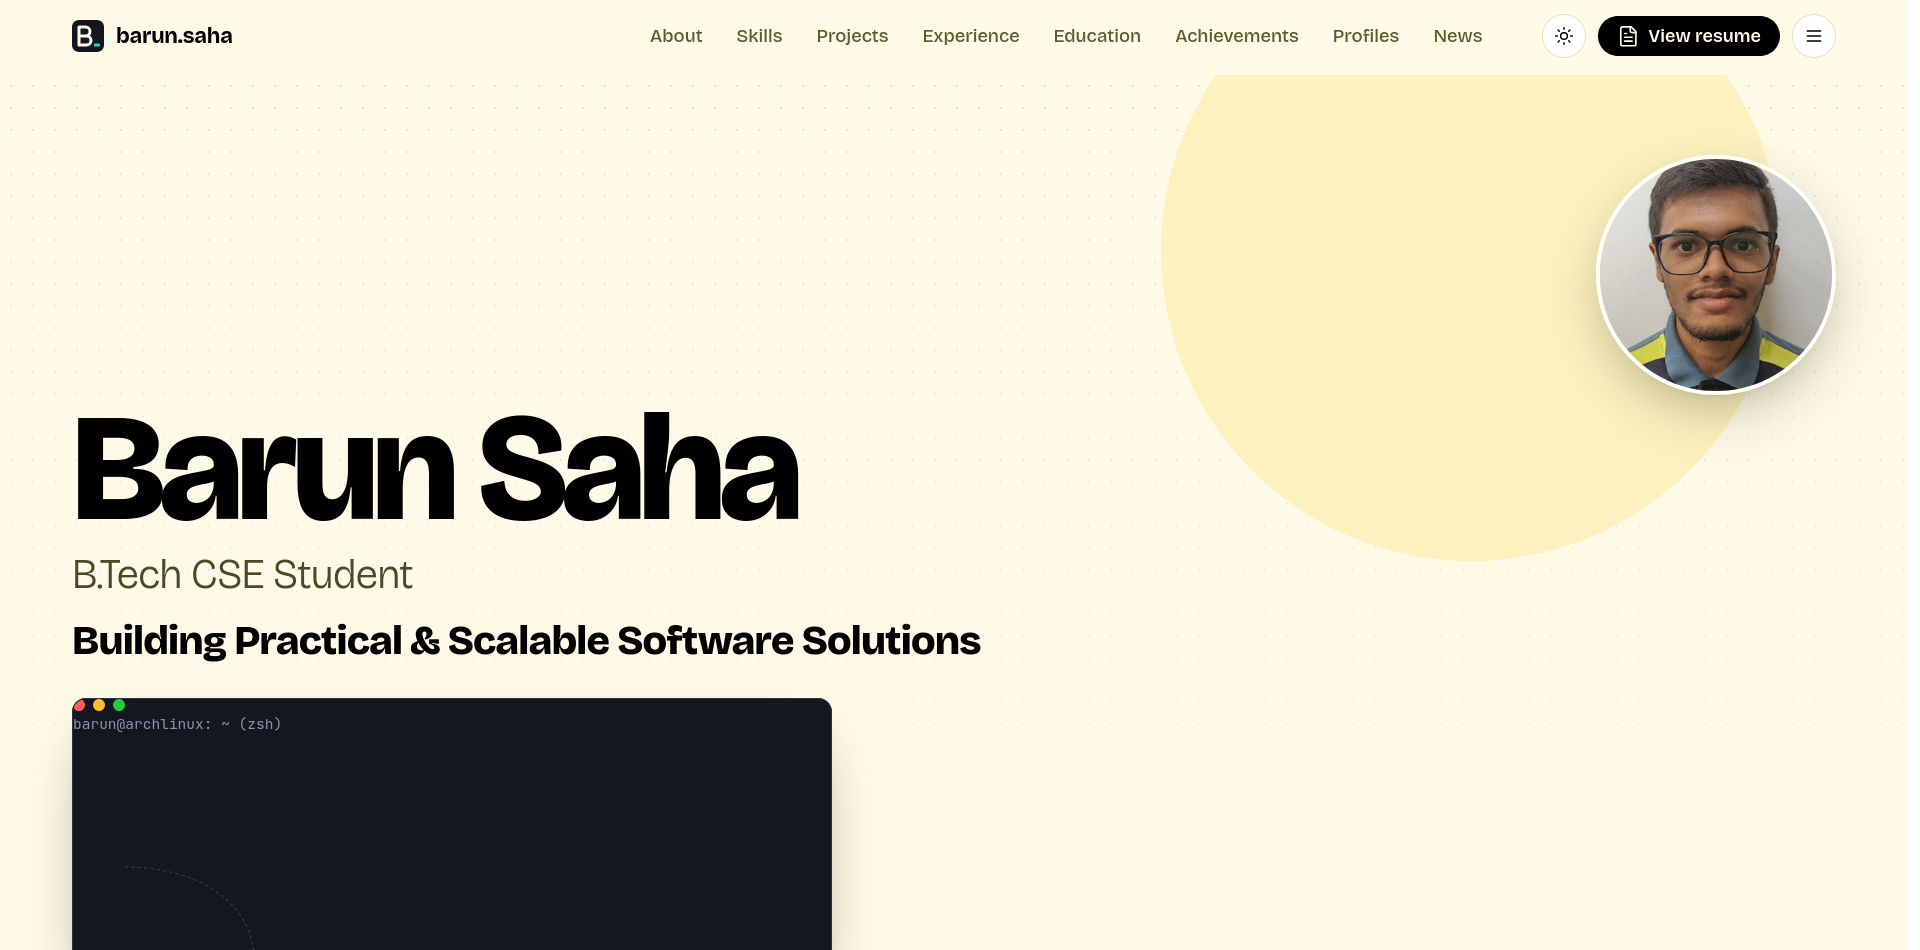 B. barun.saha
About Skills Projects Experience Education Achievements Profiles News View resume
Barun Saha
B.Tech CSE Student
Building Practical & Scalable Software Solutions
barun@archlinux: ~ (zsh)